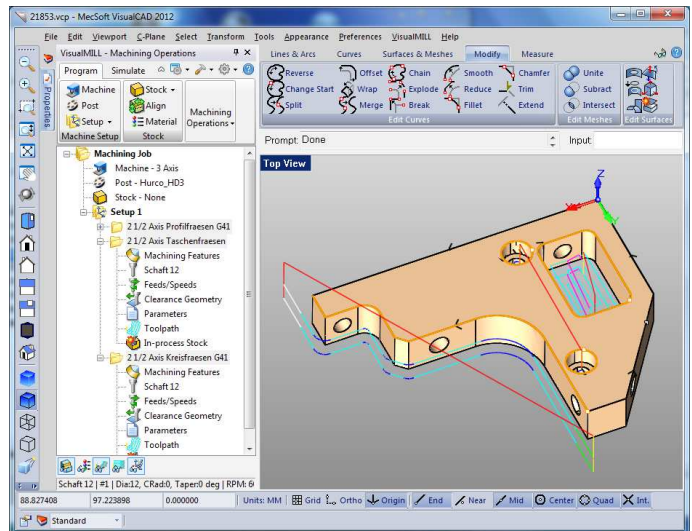 21853.vcp - MecSoft VisualCAD 2012
File Edit Viewport C-Plane Select Transform Tools Appearance Preferences VisualMILL Help
VisualMILL - Machining Operations
Lines & Arcs Curves Surfaces & Meshes Modify Measure
Program Simulate
Properties
Machine
Post
Setup
Machine Setup
Stock
Align
Material
Stock
Machining
Operations
Reverse Offset Chain Smooth Chamfer
Change Start Wrap Explode Reduce Trim
Split Merge Break Fillet Extend
Edit Curves
Unite
Subtract
Intersect
Edit Meshes
Edit Surfaces
Prompt: Done
Input:
Machining Job
Machine - 3 Axis
Post - Hurco_HD3
Stock - None
Setup 1
2 1/2 Axis Profilfraesen G41
2 1/2 Axis Taschenfraesen
Machining Features
Schaft 12
Feeds/Speeds
Clearance Geometry
Parameters
Toolpath
In-process Stock
2 1/2 Axis Kreisfraesen G41
Machining Features
Schaft 12
Feeds/Speeds
Clearance Geometry
Parameters
Toolpath
Top View
Z
Schaft 12 | #1 | Dia:12, CRad:0, Taper:0 deg | RPM: 6
88.827408 97.223898 0.000000 Units: MM Grid Ortho Origin End Near Mid Center Quad Int.
Standard